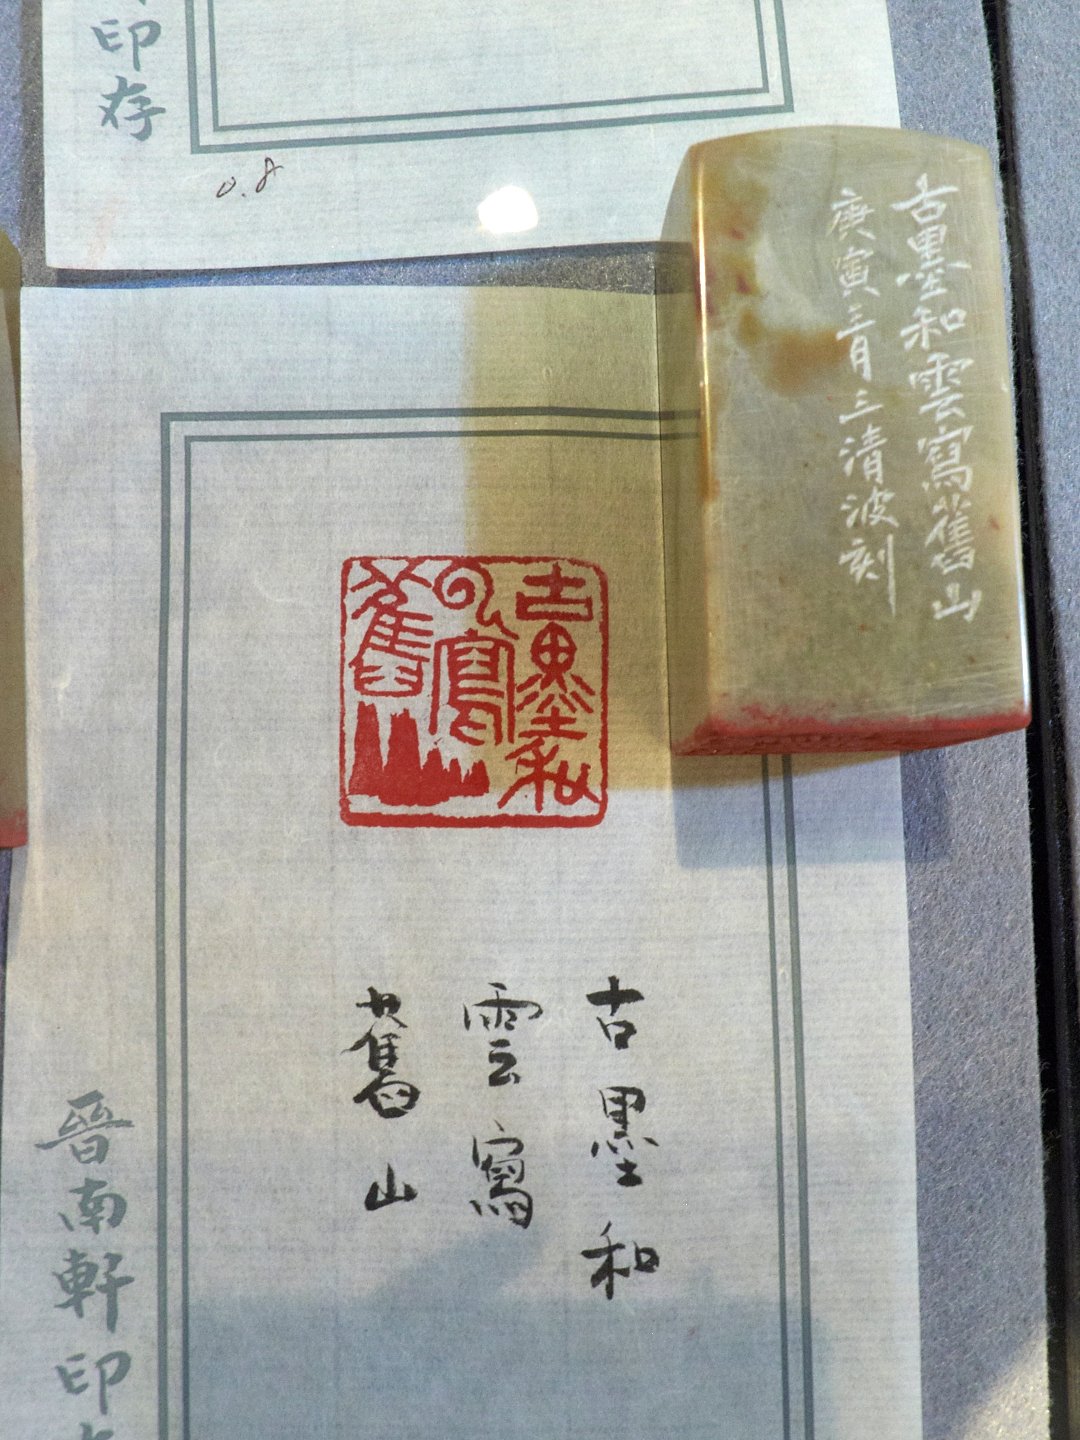 印存
0.8
古墨和雲寫舊山
庚寅三月三清波刻
古墨和
雲寫
舊山
古墨和
雲寫
舊山
晉南軒印